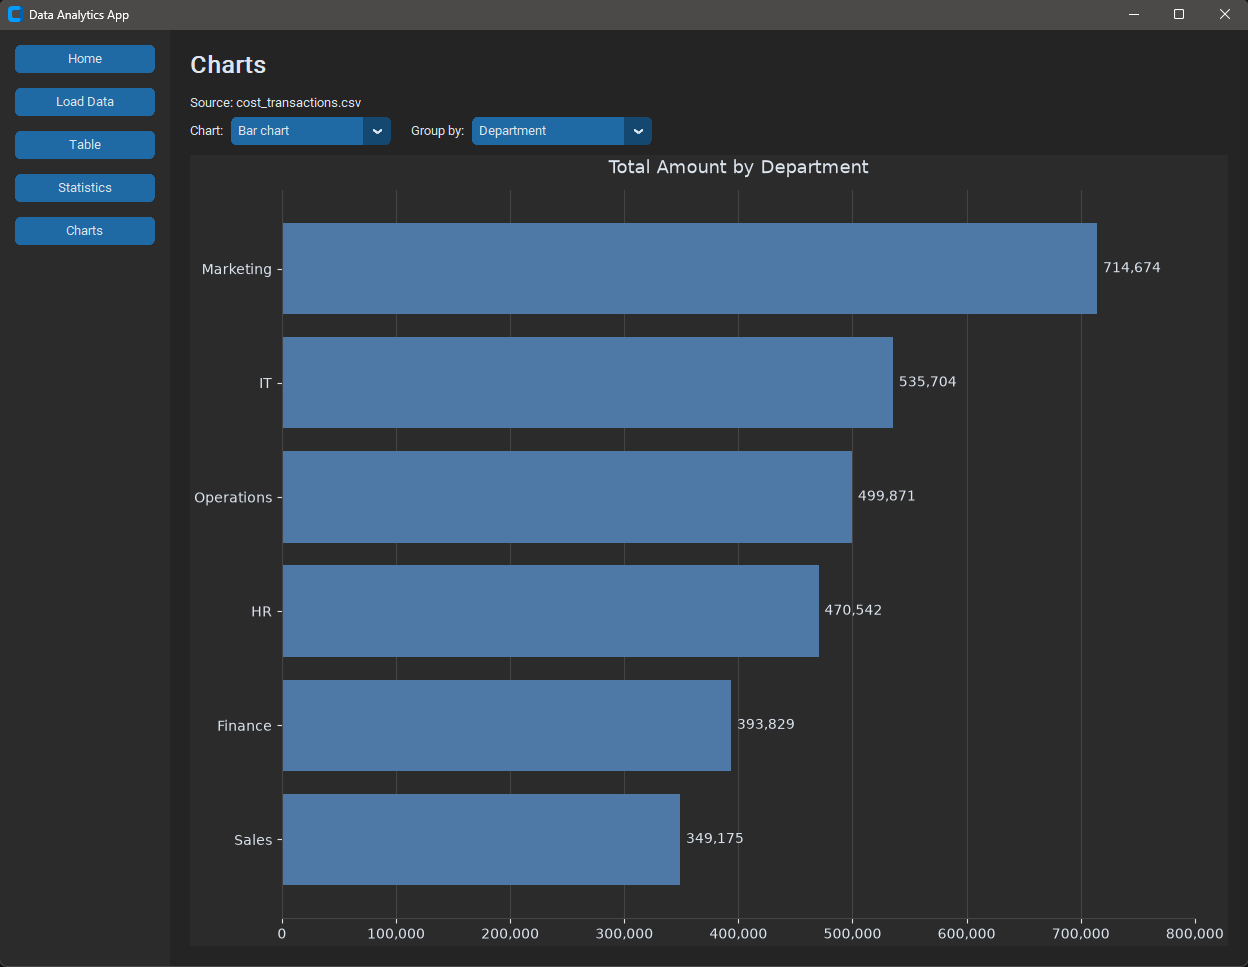 Data Analytics App
Home
Load Data
Table
Statistics
Charts
Charts
Source: cost_transactions.csv
Chart: Bar chart Group by: Department
Total Amount by Department
Marketing 714,674
IT 535,704
Operations 499,871
HR 470,542
Finance 393,829
Sales 349,175
0 100,000 200,000 300,000 400,000 500,000 600,000 700,000 800,000